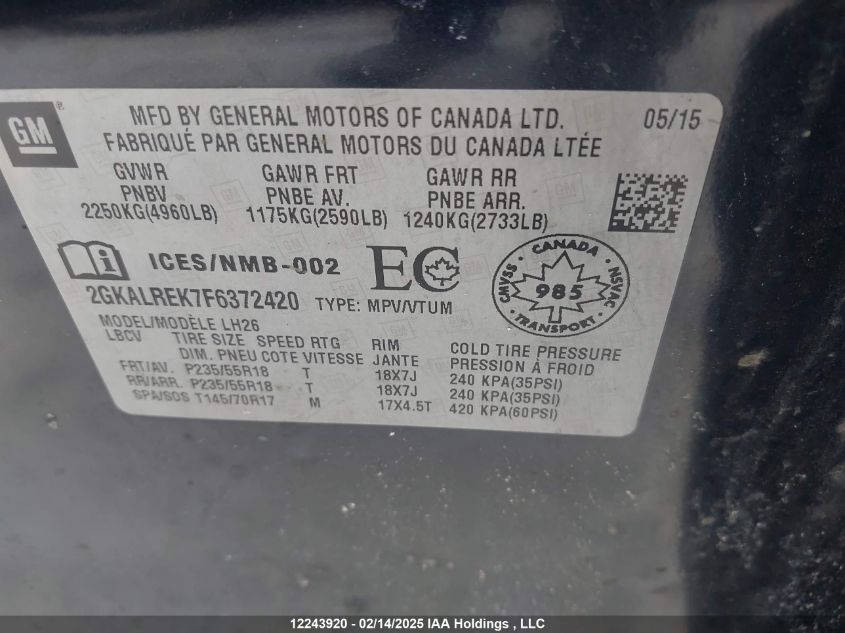 GM ®
MFD BY GENERAL MOTORS OF CANADA LTD. 05/15
FABRIQUÉ PAR GENERAL MOTORS DU CANADA LTÉE
GVWR GAWR FRT GAWR RR
PNBV PNBE AV. PNBE ARR.
2250KG(4960LB) 1175KG(2590LB) 1240KG(2733LB)
ICES/NMB-002 EC
CANADA
CMVSS 985 NSVAC
TRANSPORT
2GKALREK7F6372420 TYPE: MPV/VTUM
MODEL/MODÈLE LH26
LBCV TIRE SIZE SPEED RTG RIM COLD TIRE PRESSURE
DIM. PNEU COTE VITESSE JANTE PRESSION À FROID
FRT/AV. P235/55R18 T 18X7J 240 KPA(35PSI)
RR/ARR. P235/55R18 T 18X7J 240 KPA(35PSI)
SPA/SOS T145/70R17 M 17X4.5T 420 KPA(60PSI)
12243920 - 02/14/2025 IAA Holdings , LLC